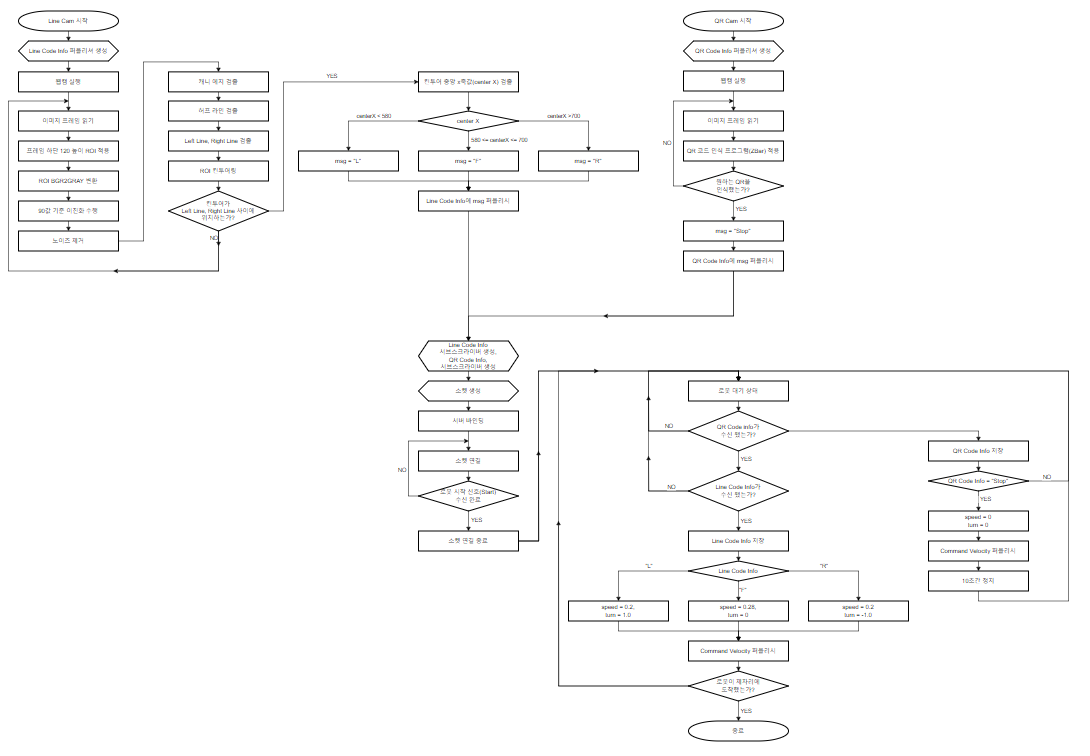 Line Cam 시작
Line Code Info 퍼블리셔 생성
웹캠 실행
이미지 프레임 읽기
프레임 하단 120 높이 ROI 적용
ROI BGR2GRAY 변환
90값 기준 이진화 수행
노이즈 제거
캐니 에지 검출
허프 라인 검출
Left Line, Right Line 검출
ROI 컨투어링
컨투어가
Left Line, Right Line 사이에
위치하는가?
NO
YES
컨투어 중앙 x축값(center X) 검출
center X
centerX < 580
580 <= centerX <= 700
centerX >700
msg = "L"
msg = "F"
msg = "R"
Line Code Info에 msg 퍼블리시
QR Cam 시작
QR Code Info 퍼블리셔 생성
웹캠 실행
이미지 프레임 읽기
QR 코드 인식 프로그램(ZBar) 적용
원하는 QR을
인식했는가?
NO
YES
msg = "Stop"
QR Code Info에 msg 퍼블리시
Line Code Info
서브스크라이버 생성,
QR Code Info,
서브스크라이버 생성
소켓 생성
서버 바인딩
소켓 연결
로봇 시작 신호(Start)
수신 완료
NO
YES
소켓 연결 종료
로봇 대기 상태
QR Code Info가
수신 됐는가?
NO
YES
Line Code Info가
수신 됐는가?
NO
YES
Line Code Info 저장
Line Code Info
"L"
"F"
"R"
speed = 0.2,
turn = 1.0
speed = 0.28,
turn = 0
speed = 0.2
turn = -1.0
Command Velocity 퍼블리시
로봇이 제자리에
도착했는가?
YES
종료
QR Code Info 저장
QR Code Info = "Stop"
NO
YES
speed = 0
turn = 0
Command Velocity 퍼블리시
10초간 정지